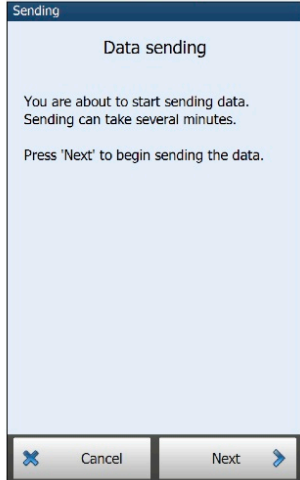 Sending
Data sending
You are about to start sending data.
Sending can take several minutes.
Press 'Next' to begin sending the data.
Cancel
Next